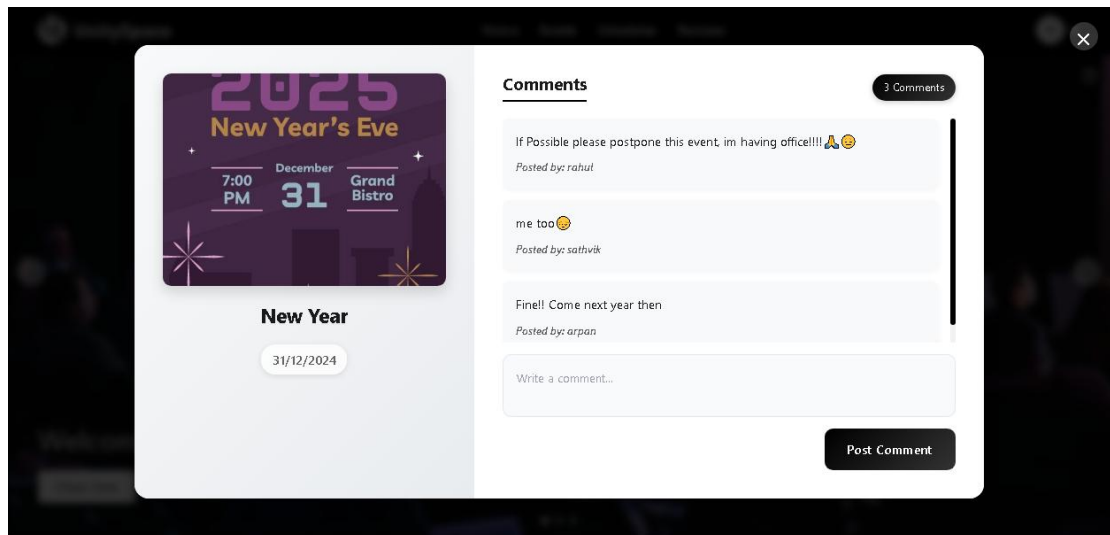 2025
New Year's Eve
7:00
PM
December
31
Grand
Bistro
New Year
31/12/2024
Comments
3 Comments
If Possible please postpone this event, im having office!!!!🙏😥
Posted by: rahul
me too😥
Posted by: sathvik
Fine!! Come next year then
Posted by: arpan
Write a comment...
Post Comment